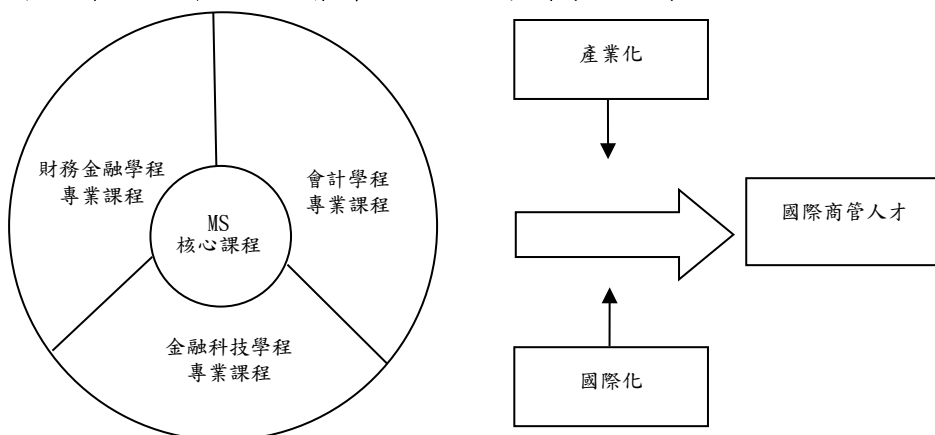 財務金融學程
專業課程
會計學程
專業課程
MS
核心課程
金融科技學程
專業課程
產業化
國際商管人才
國際化